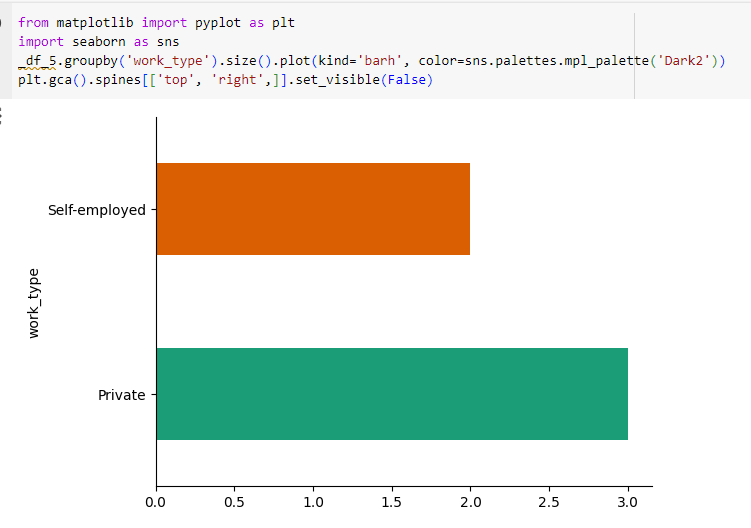 from matplotlib import pyplot as plt
import seaborn as sns
_df_5.groupby('work_type').size().plot(kind='barh', color=sns.palettes.mpl_palette('Dark2'))
plt.gca().spines[['top', 'right',]].set_visible(False)
Self-employed
work_type
Private
0.0 0.5 1.0 1.5 2.0 2.5 3.0